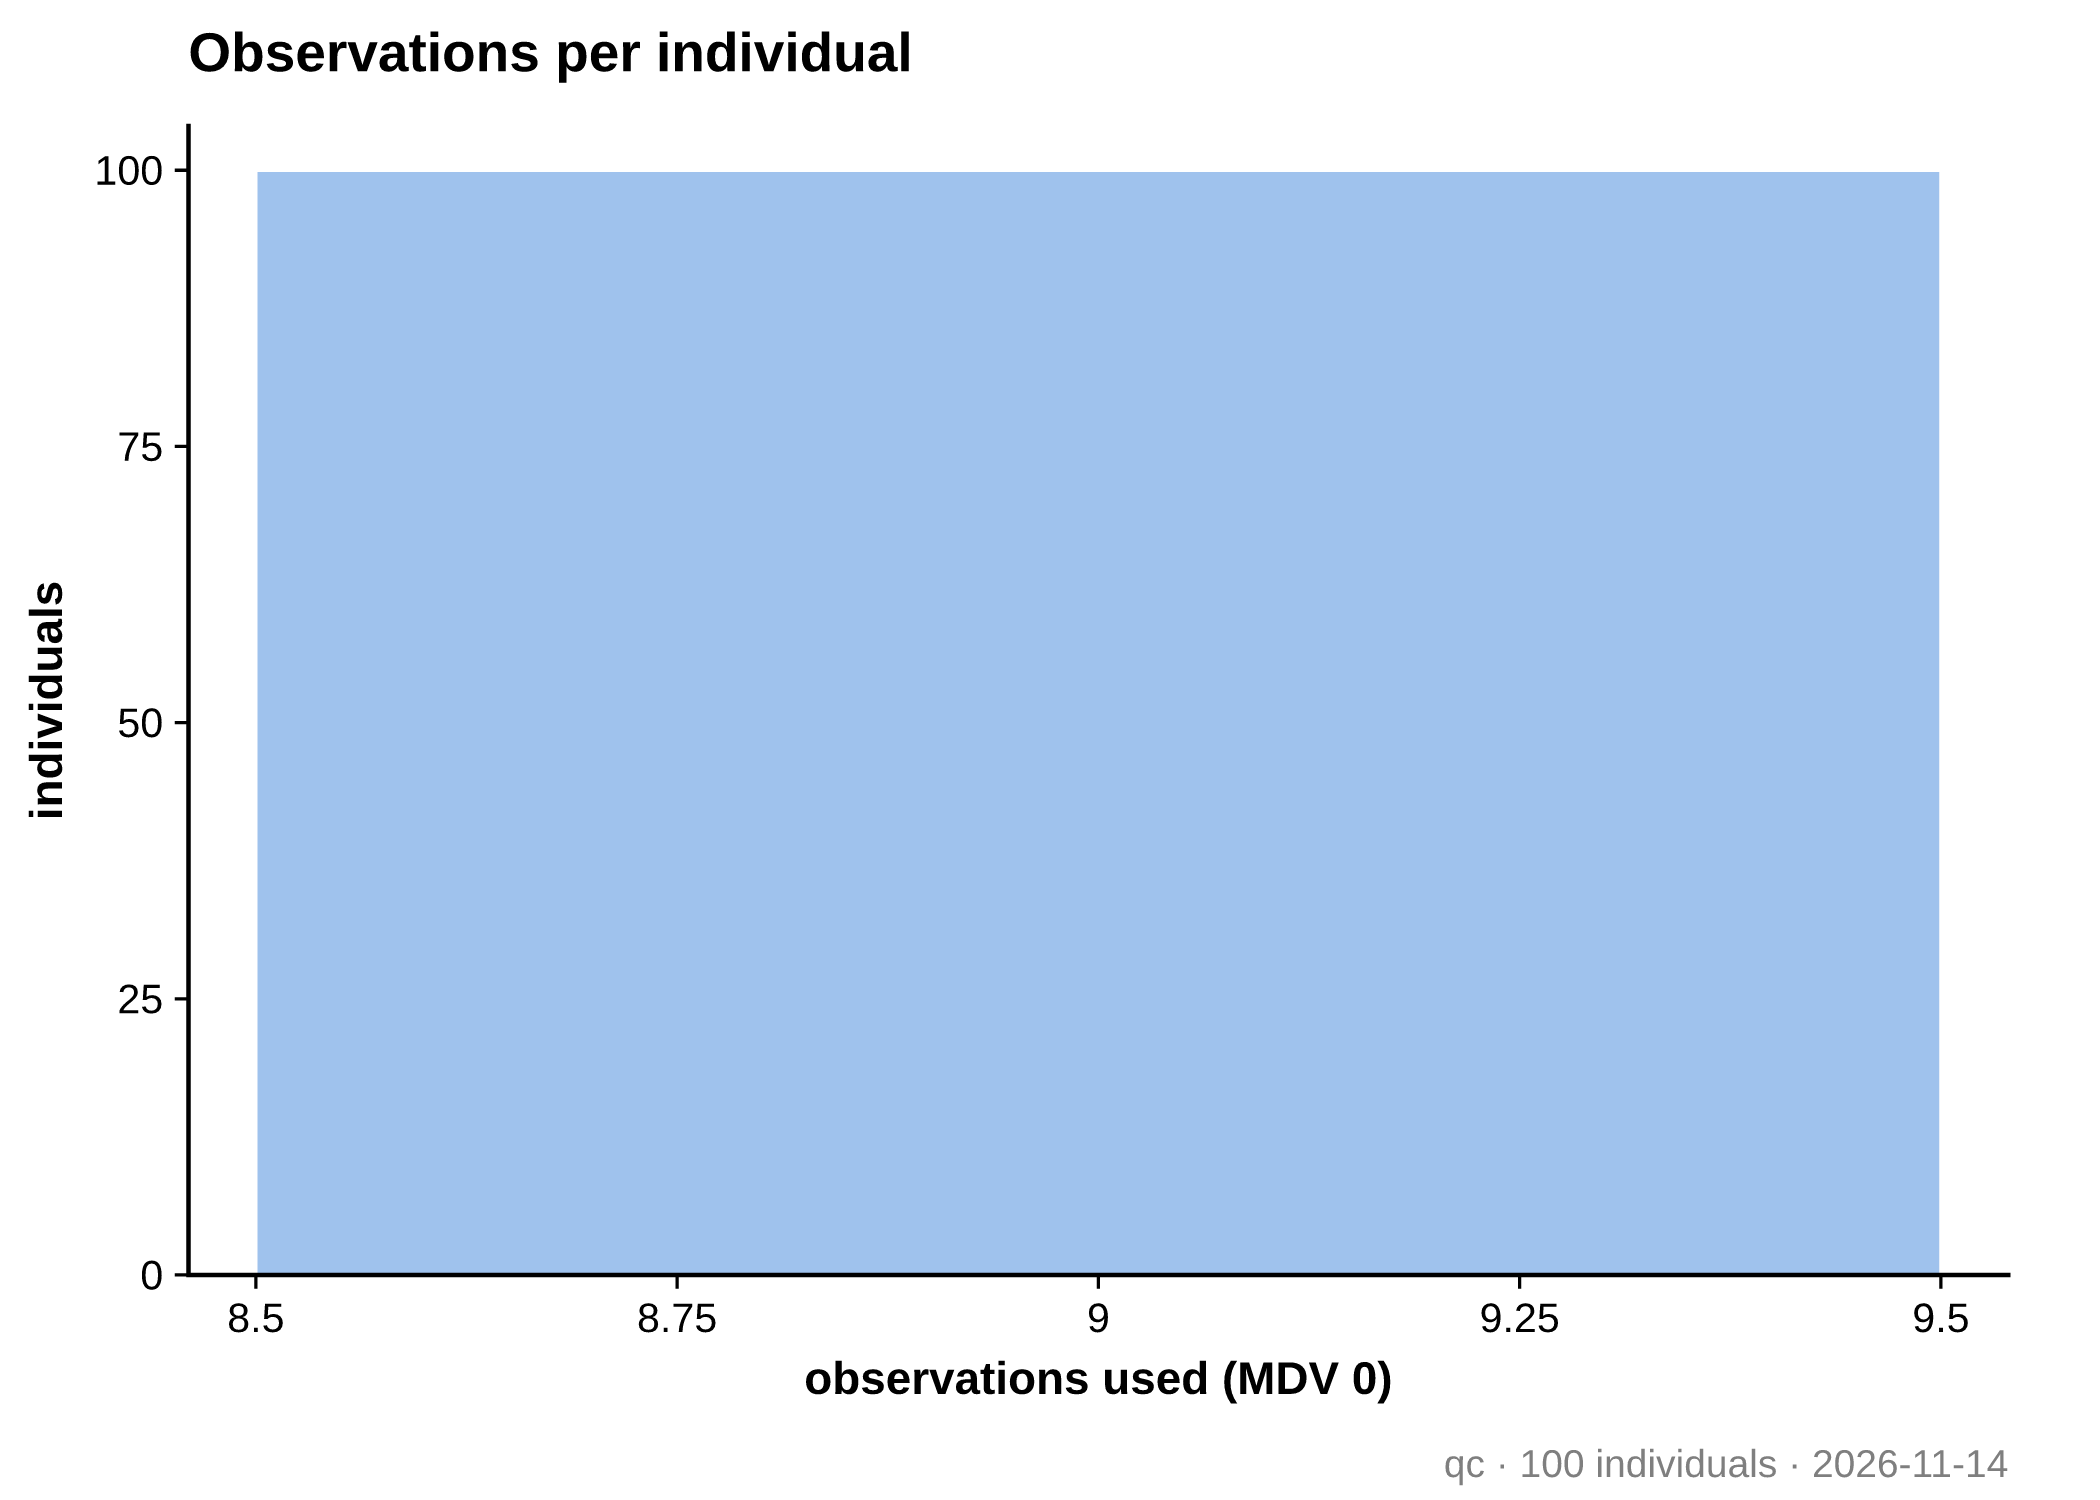 Observations per individual
100
75
50
25
0
individuals
8.5 8.75 9 9.25 9.5
observations used (MDV 0)
qc · 100 individuals · 2026-11-14